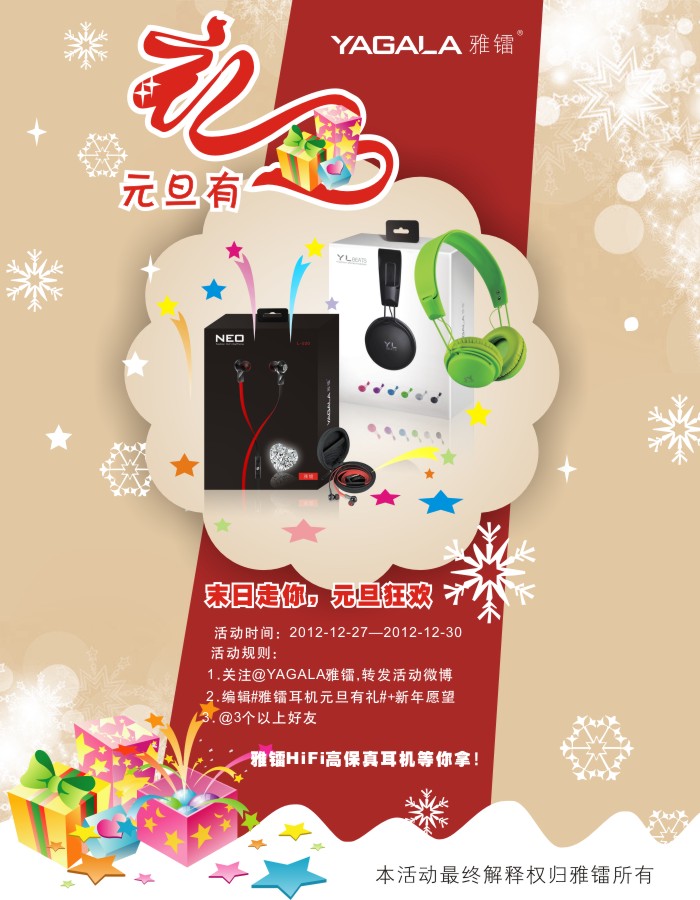 YAGALA 雅镭®
礼
元旦有
YL BEATS
YL
NEO
YAGALA 雅镭
末日走你，元旦狂欢
活动时间：2012-12-27—2012-12-30
活动规则：
1.关注@YAGALA雅镭,转发活动微博
2.编辑#雅镭耳机元旦有礼#+新年愿望
3.@3个以上好友
雅镭HiFi高保真耳机等你拿！
本活动最终解释权归雅镭所有